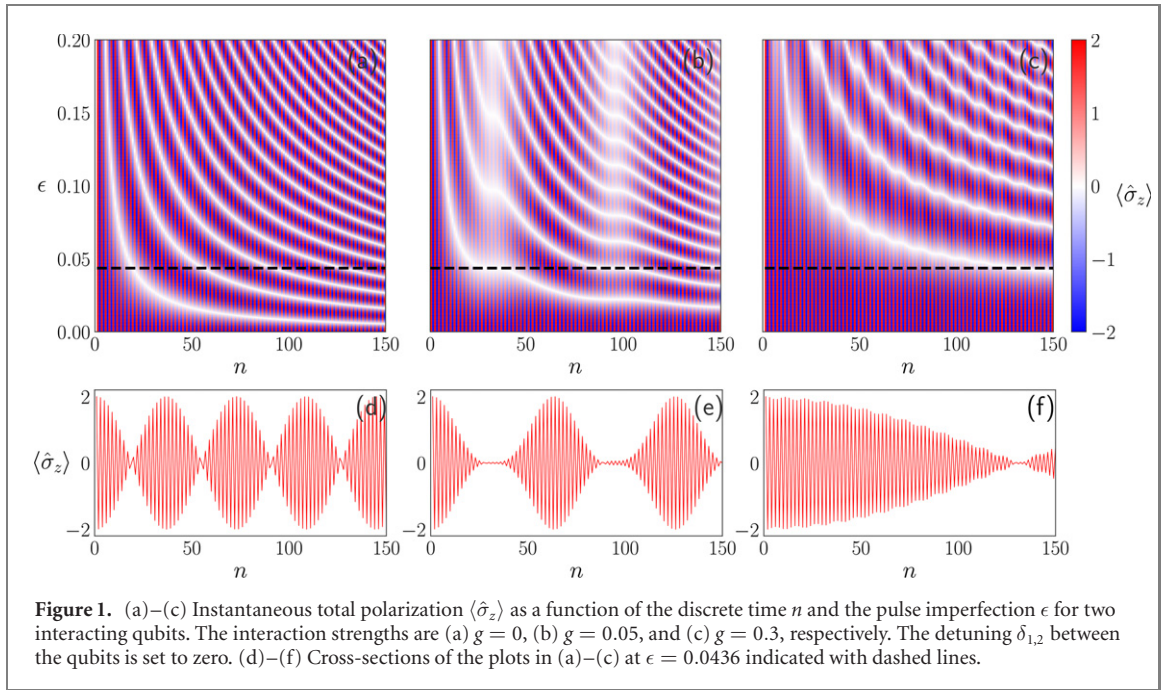 0.20
0.15
0.10
0.05
0.00
ϵ
(a)
0 50 100 150
n
(b)
0 50 100 150
n
(c)
0 50 100 150
n
2
1
0
−1
−2
⟨σ̂z⟩
2
0
−2
⟨σ̂z⟩
(d)
0 50 100 150
n
2
0
−2
(e)
0 50 100 150
n
2
0
−2
(f)
0 50 100 150
n
Figure 1. (a)–(c) Instantaneous total polarization ⟨σ̂z⟩ as a function of the discrete time n and the pulse imperfection ϵ for two
interacting qubits. The interaction strengths are (a) g = 0, (b) g = 0.05, and (c) g = 0.3, respectively. The detuning δ1,2 between
the qubits is set to zero. (d)–(f) Cross-sections of the plots in (a)–(c) at ϵ = 0.0436 indicated with dashed lines.